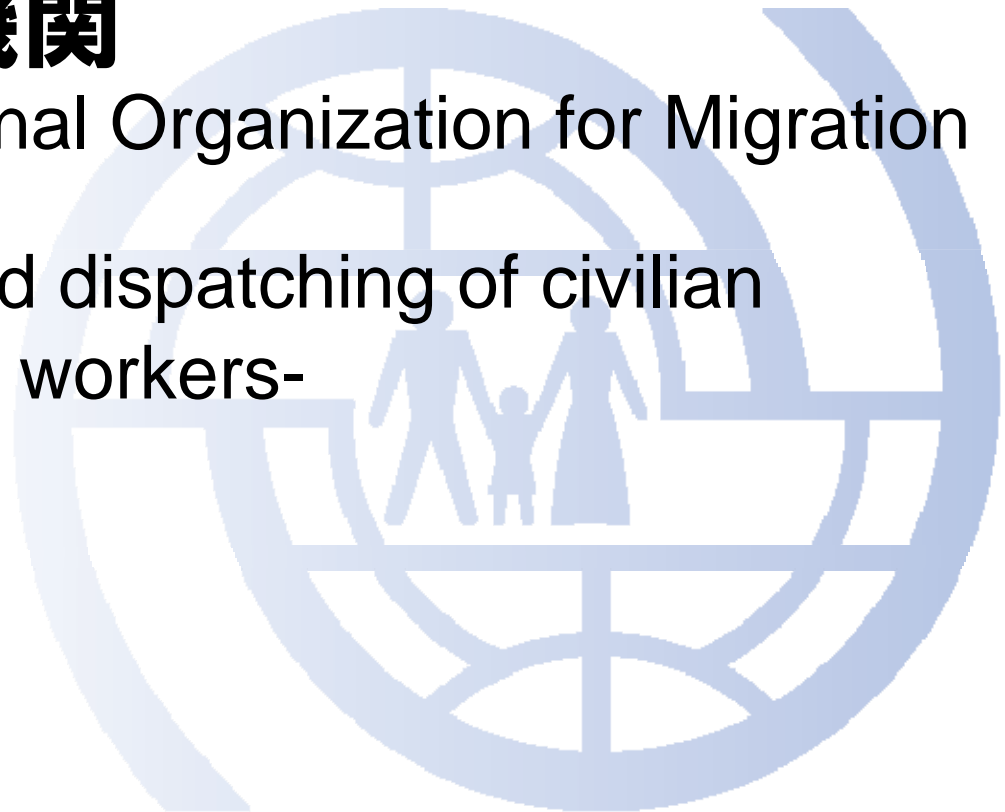 機関
nal Organization for Migration
d dispatching of civilian
workers-